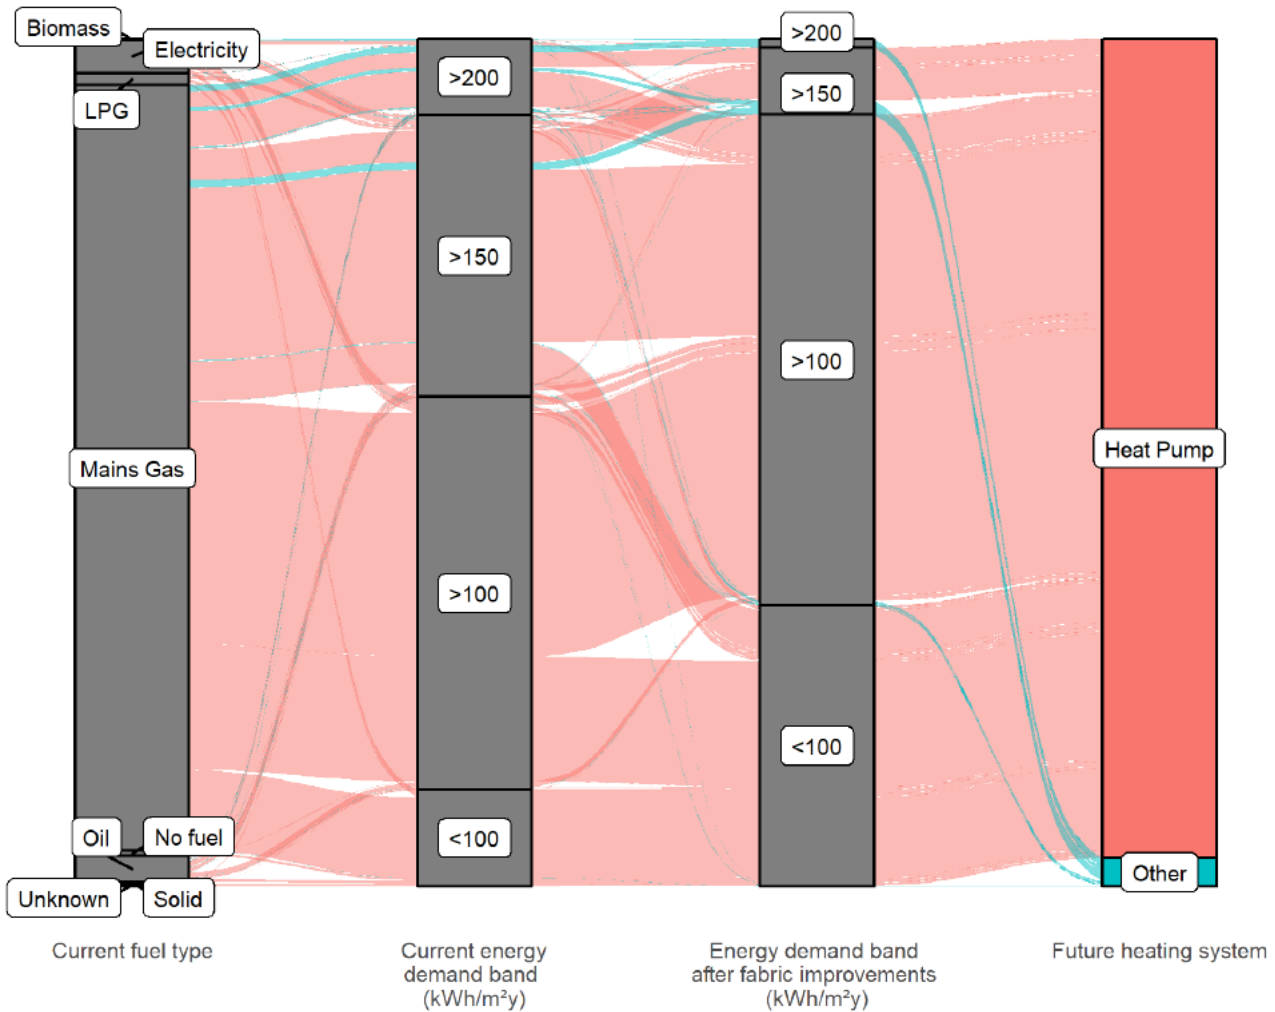 Biomass
Electricity
LPG
Mains Gas
Oil
No fuel
Unknown
Solid
>200
>150
>100
<100
>200
>150
>100
<100
Heat Pump
Other
Current fuel type
Current energy
demand band
(kWh/m²y)
Energy demand band
after fabric improvements
(kWh/m²y)
Future heating system